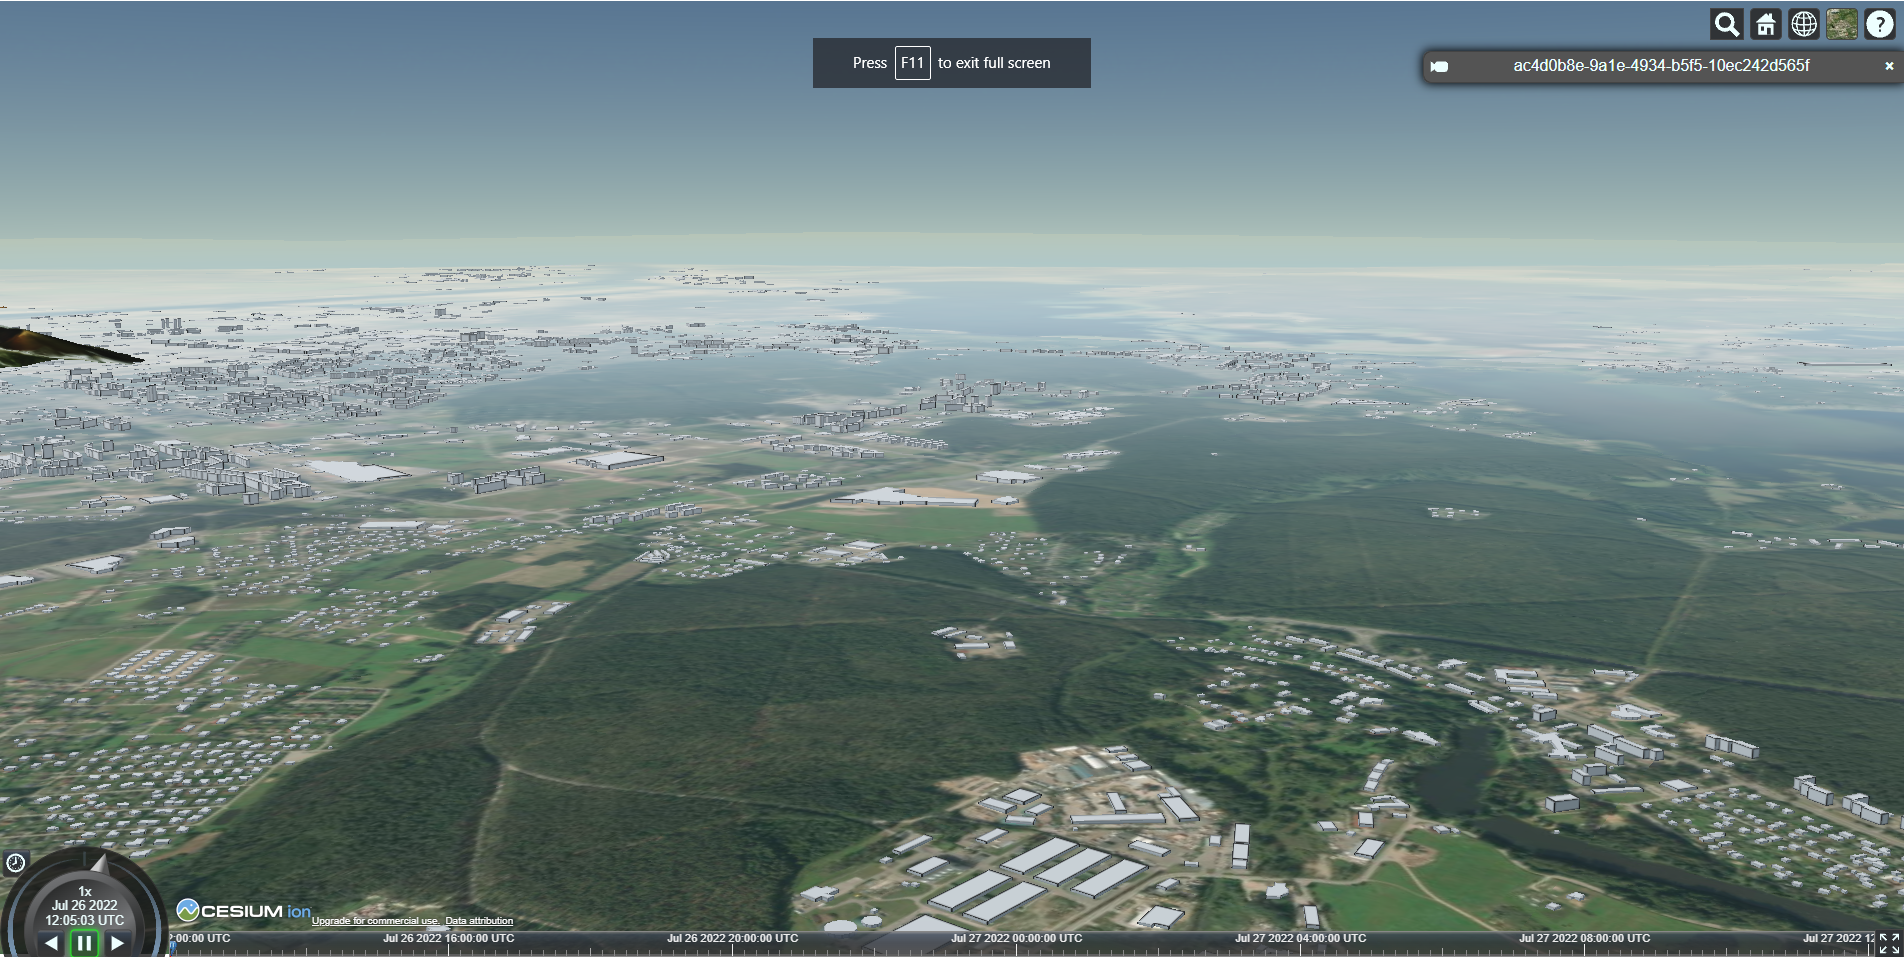 Press F11 to exit full screen
?
ac4d0b8e-9a1e-4934-b5f5-10ec242d565f
×
1x
Jul 26 2022
12:05:03 UTC
CESIUM ion
Upgrade for commercial use. Data attribution
:00:00 UTC
Jul 26 2022 16:00:00 UTC
Jul 26 2022 20:00:00 UTC
Jul 27 2022 00:00:00 UTC
Jul 27 2022 04:00:00 UTC
Jul 27 2022 08:00:00 UTC
Jul 27 2022 12